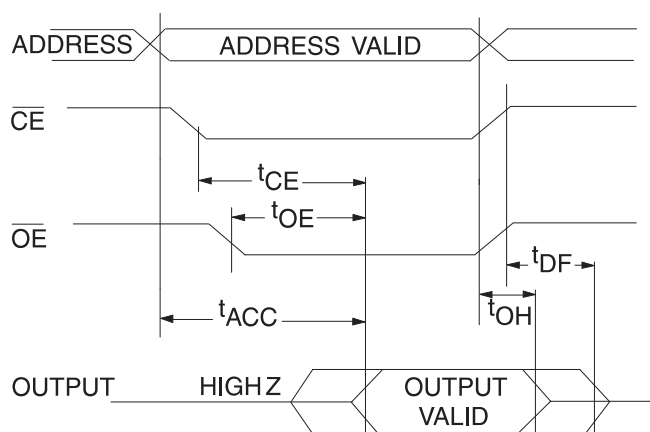 ADDRESS ADDRESS VALID
CE
tCE
tOE
OE
tDF
tACC
tOH
OUTPUT HIGH Z OUTPUT VALID